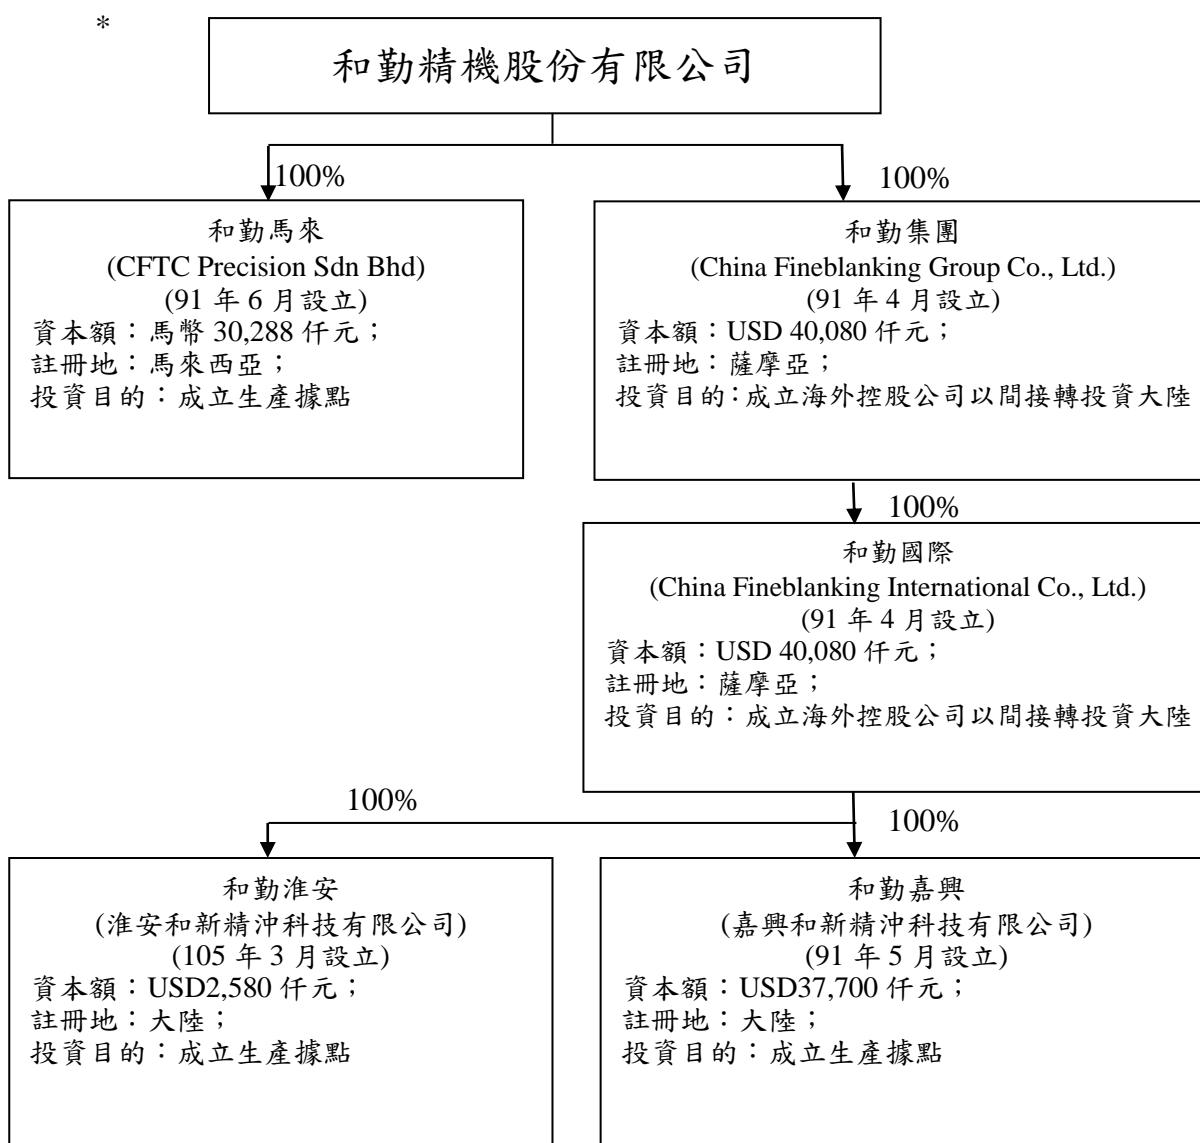 *
和勤精機股份有限公司
100%
100%
和勤馬來
(CFTC Precision Sdn Bhd)
(91 年 6 月設立)
資本額：馬幣 30,288 仟元；
註冊地：馬來西亞；
投資目的：成立生產據點
和勤集團
(China Fineblanking Group Co., Ltd.)
(91 年 4 月設立)
資本額：USD 40,080 仟元；
註冊地：薩摩亞；
投資目的：成立海外控股公司以間接轉投資大陸
100%
和勤國際
(China Fineblanking International Co., Ltd.)
(91 年 4 月設立)
資本額：USD 40,080 仟元；
註冊地：薩摩亞；
投資目的：成立海外控股公司以間接轉投資大陸
100%
100%
和勤淮安
(淮安和新精沖科技有限公司)
(105 年 3 月設立)
資本額：USD2,580 仟元；
註冊地：大陸；
投資目的：成立生產據點
和勤嘉興
(嘉興和新精沖科技有限公司)
(91 年 5 月設立)
資本額：USD37,700 仟元；
註冊地：大陸；
投資目的：成立生產據點